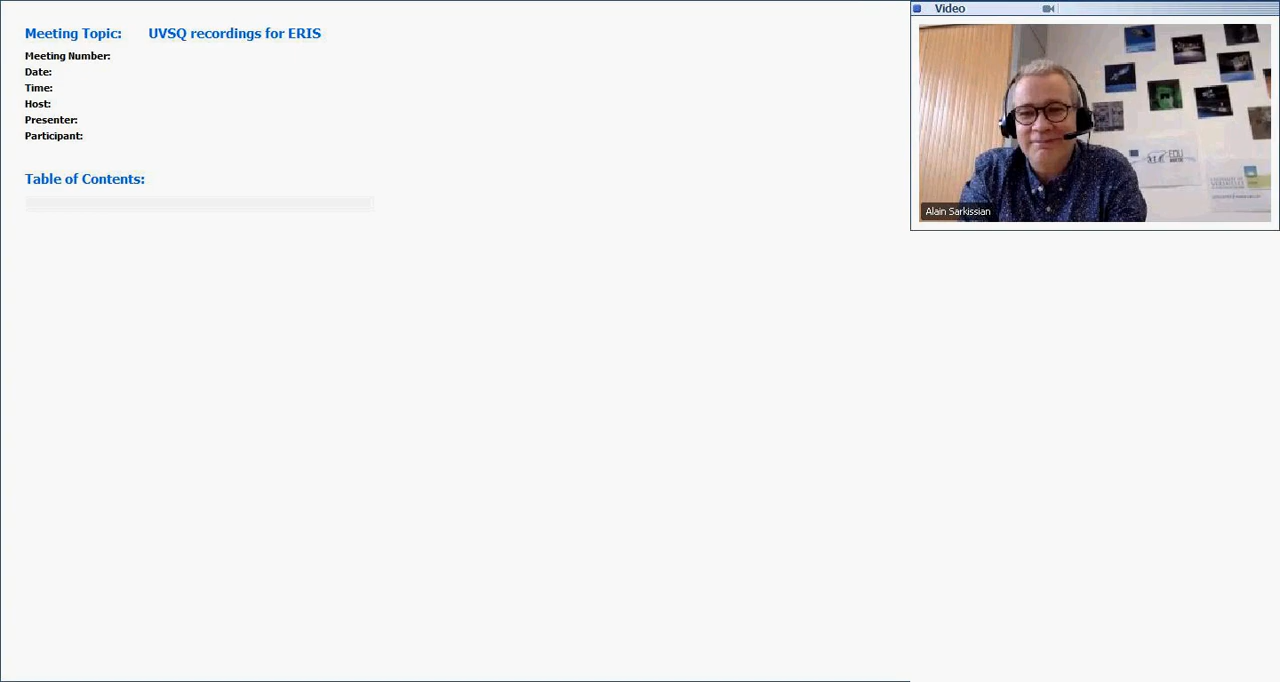 Meeting Topic: UVSQ recordings for ERIS
Meeting Number:
Date:
Time:
Host:
Presenter:
Participant:
Table of Contents:
Video
Alain Sarkissian